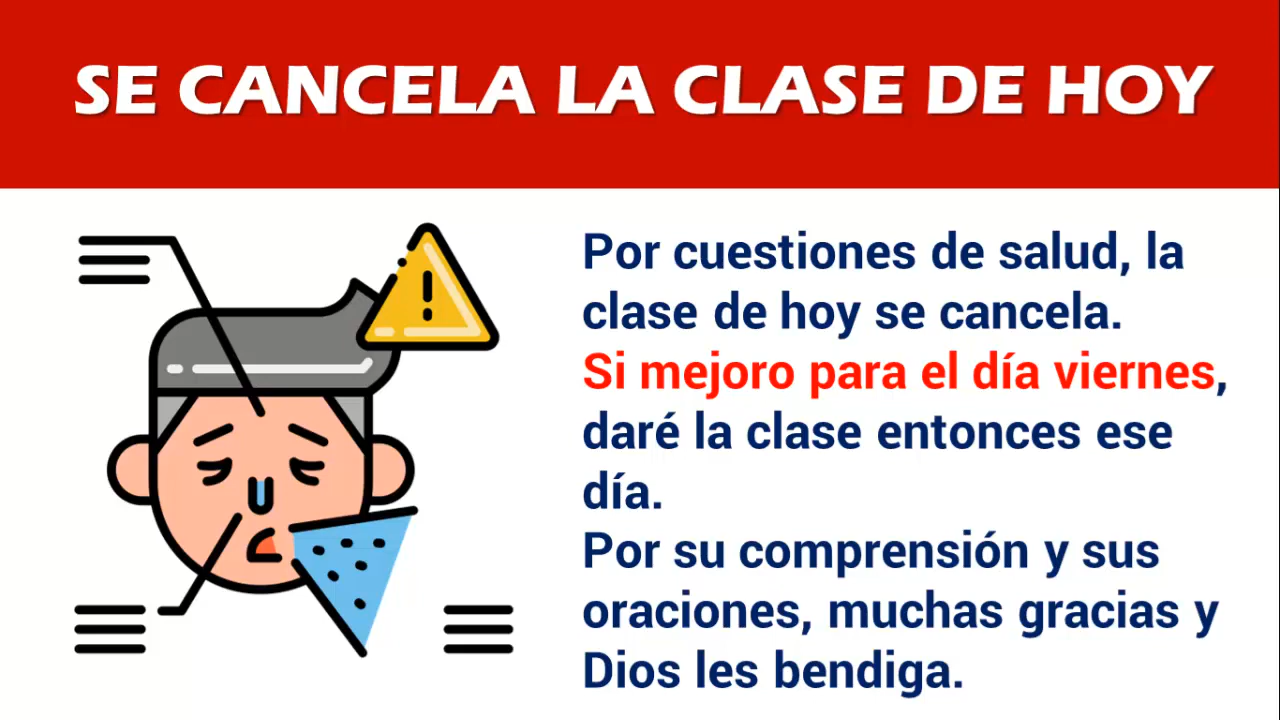 SE CANCELA LA CLASE DE HOY
Por cuestiones de salud, la
clase de hoy se cancela.
Si mejoro para el día viernes,
daré la clase entonces ese
día.
Por su comprensión y sus
oraciones, muchas gracias y
Dios les bendiga.